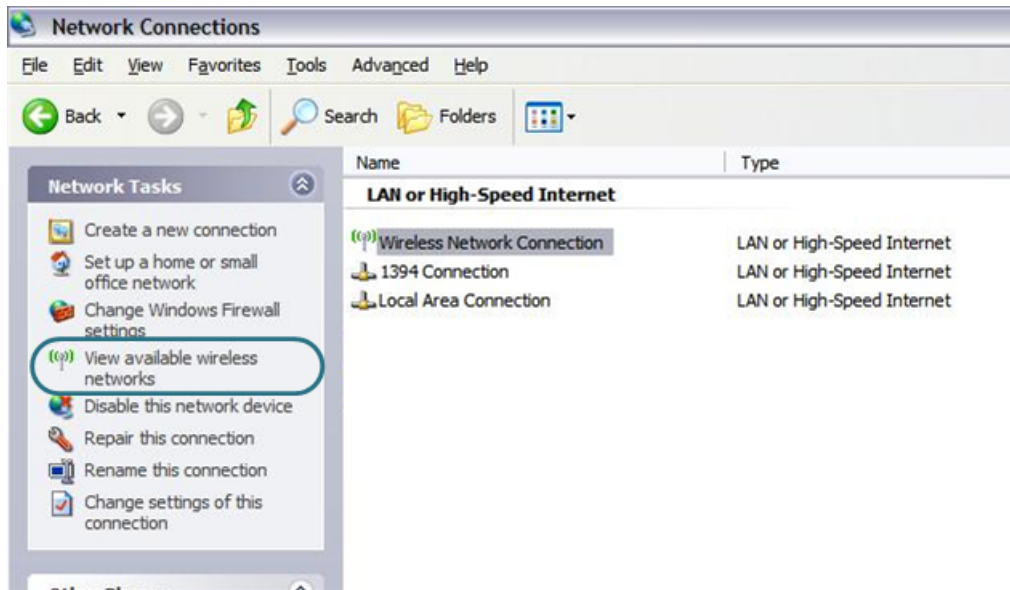 Network Connections
File Edit View Favorites Tools Advanced Help
Back Search Folders
Name Type
Network Tasks
Create a new connection
Set up a home or small
office network
Change Windows Firewall
settings
View available wireless
networks
Disable this network device
Repair this connection
Rename this connection
Change settings of this
connection
LAN or High-Speed Internet
Wireless Network Connection LAN or High-Speed Internet
1394 Connection LAN or High-Speed Internet
Local Area Connection LAN or High-Speed Internet